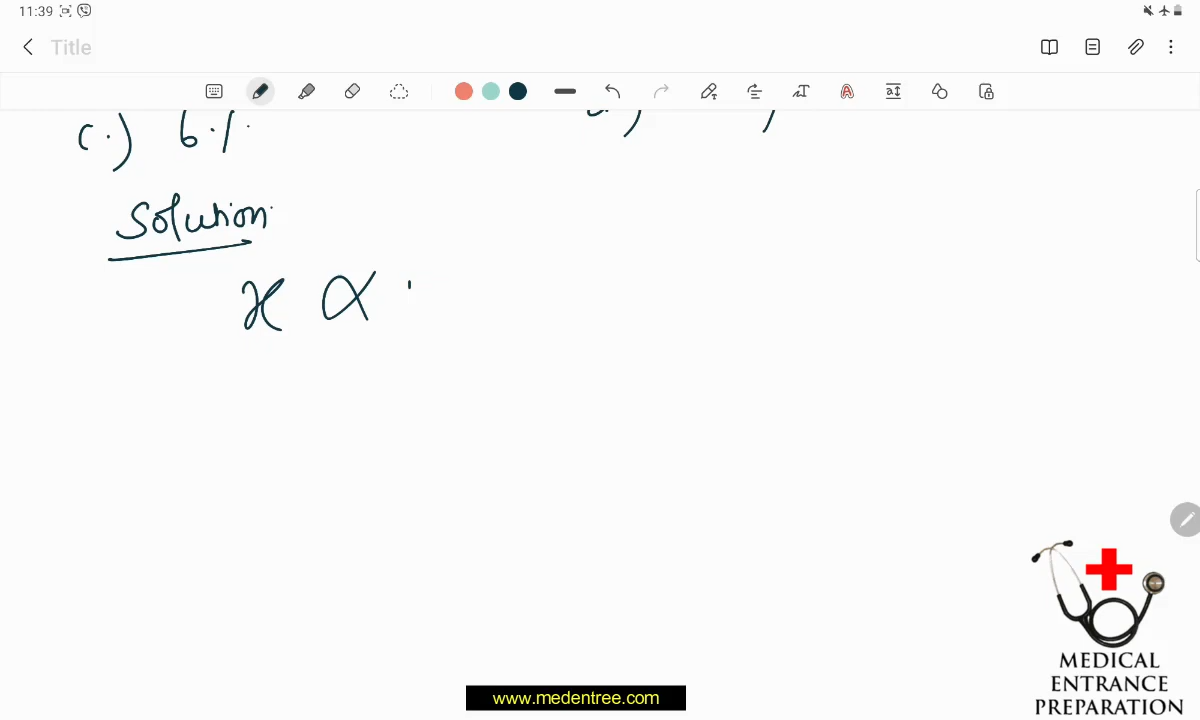 11:39
Title
C.) 6.%.
Solution
x ∝
www.medentree.com
MEDICAL
ENTRANCE
PREPARATION